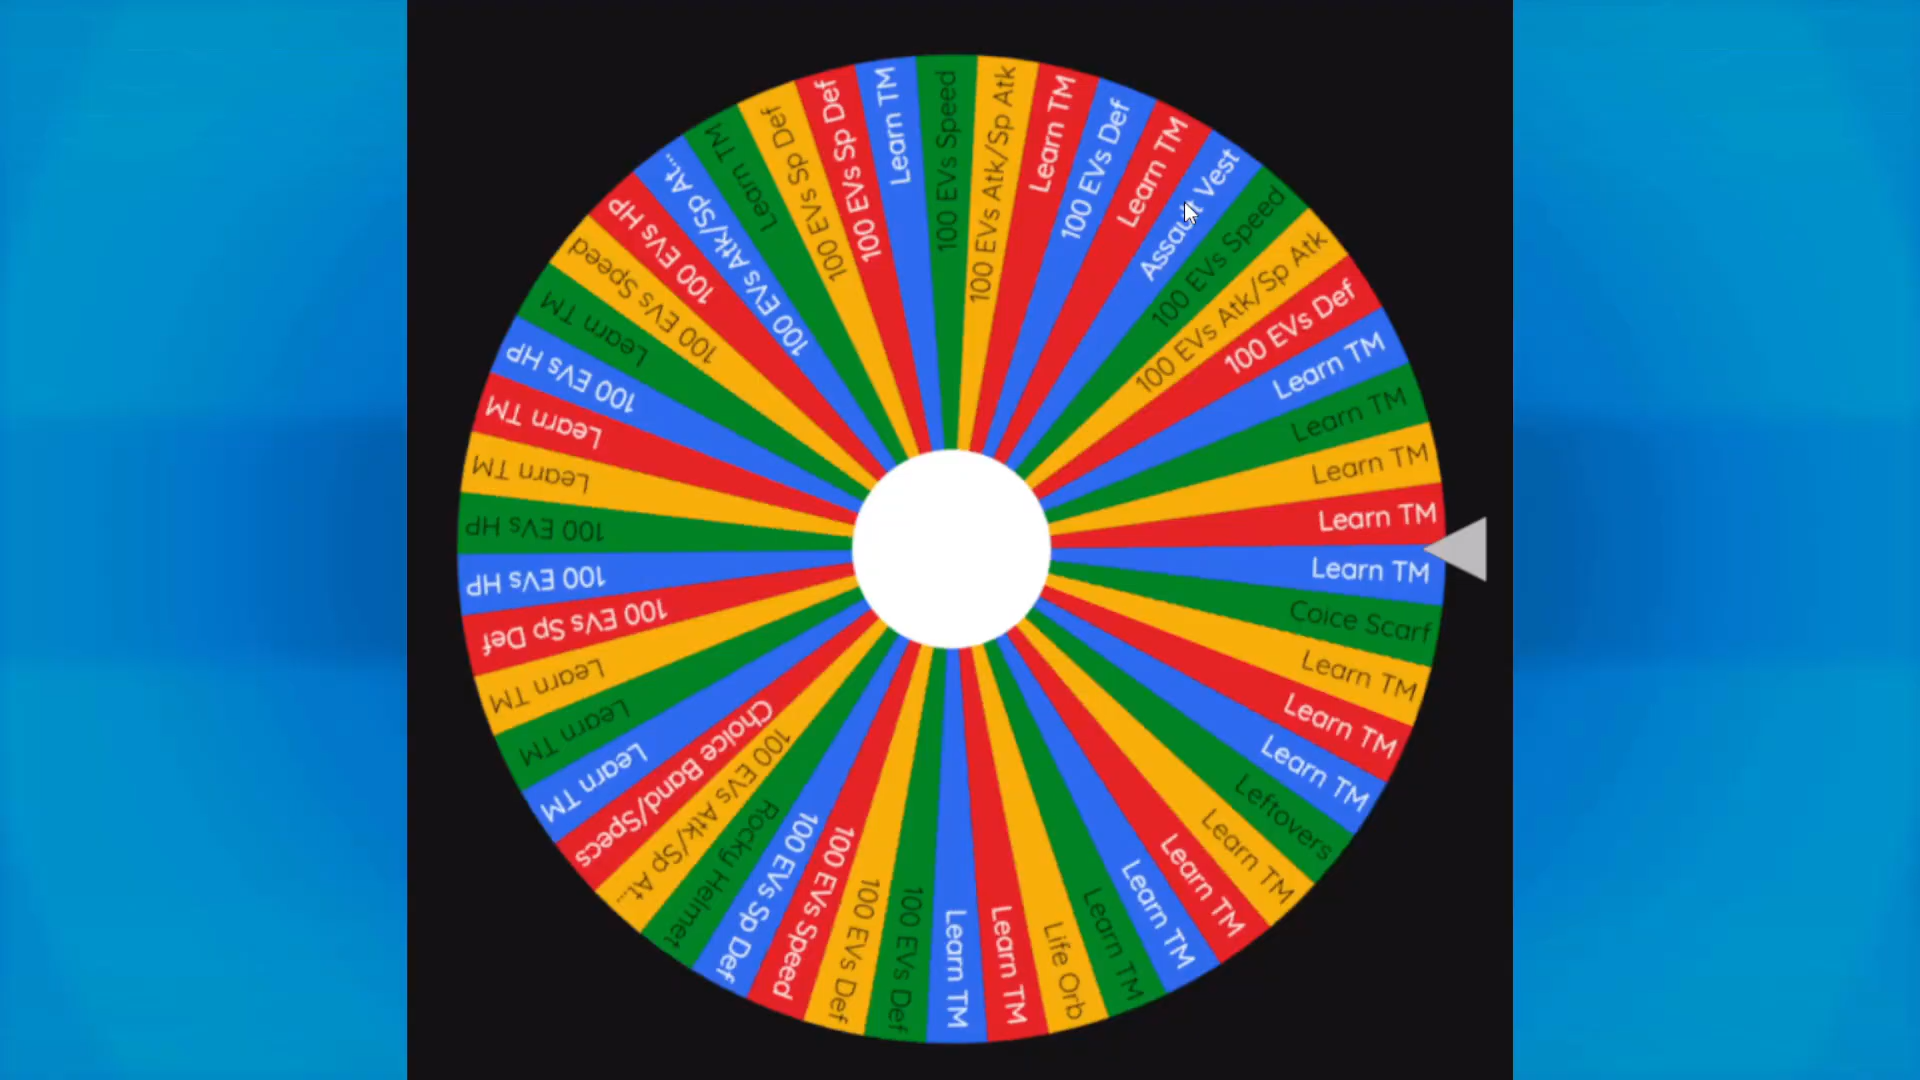 100 EVs Speed
100 EVs Atk/Sp Atk
Learn TM
100 EVs Def
Learn TM
Assault Vest
100 EVs Speed
100 EVs Atk/Sp Atk
100 EVs Def
Learn TM
Learn TM
Learn TM
Learn TM
Learn TM
Coice Scarf
Learn TM
Learn TM
Learn TM
Leftovers
Learn TM
Learn TM
Learn TM
Learn TM
Life Orb
Learn TM
Learn TM
100 EVs Def
100 EVs Def
100 EVs Speed
100 EVs Sp Def
Rocky Helmet
100 EVs Atk/Sp At...
Choice Band/Specs
Learn TM
Learn TM
Learn TM
100 EVs Sp Def
100 EVs HP
100 EVs HP
Learn TM
Learn TM
100 EVs HP
Learn TM
100 EVs Speed
100 EVs HP
100 EVs Atk/Sp At...
Learn TM
100 EVs Sp Def
100 EVs Sp Def
Learn TM